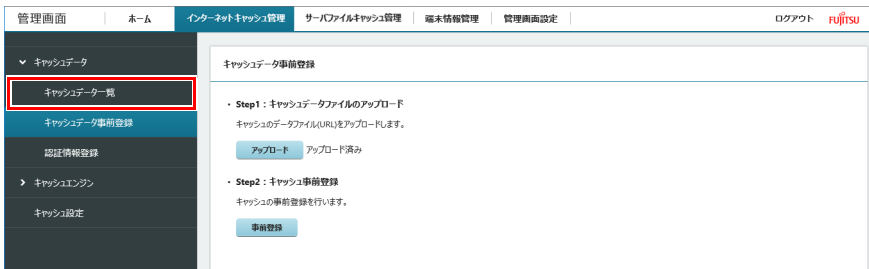 管理画面 ホーム インターネットキャッシュ管理 サーバファイルキャッシュ管理 端末情報管理 管理画面設定 ログアウト FUJITSU
キャッシュデータ
キャッシュデータ一覧
キャッシュデータ事前登録
認証情報登録
キャッシュエンジン
キャッシュ設定
キャッシュデータ事前登録
・ Step1：キャッシュデータファイルのアップロード
キャッシュのデータファイル(URL)をアップロードします。
アップロード アップロード済み
・ Step2：キャッシュ事前登録
キャッシュの事前登録を行います。
事前登録